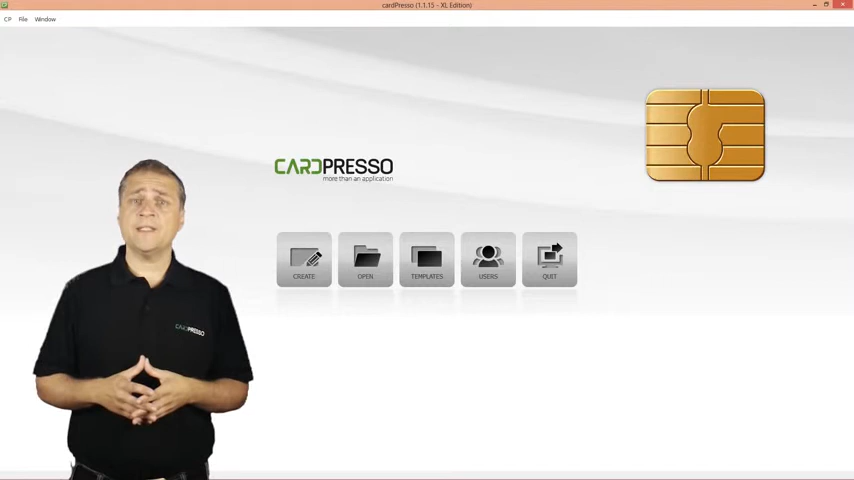 cardPresso (1.1.15 - XL Edition)
CP File Window
CARDPRESSO
more than an application
CREATE
OPEN
TEMPLATES
USERS
QUIT
CARDPRESSO